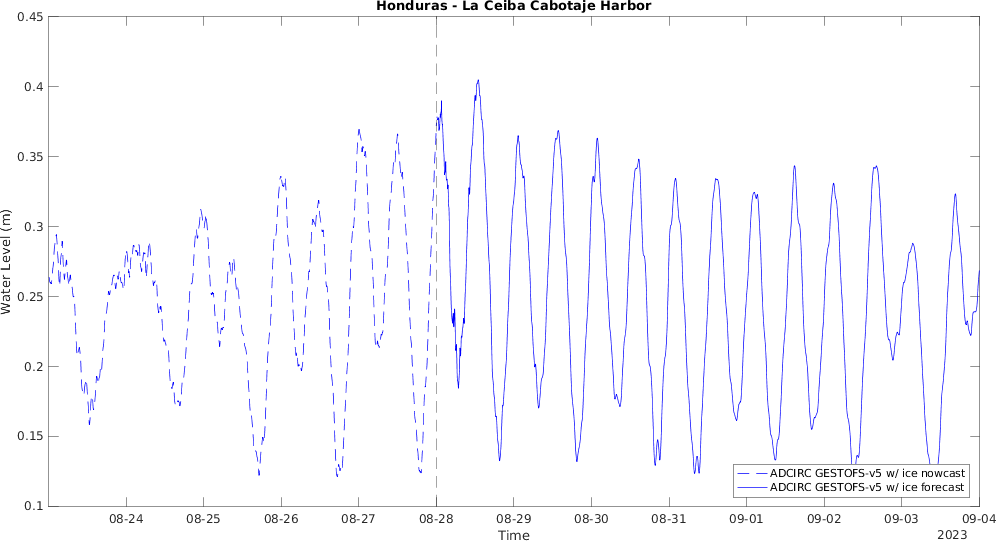 Honduras - La Ceiba Cabotaje Harbor
0.45
0.4
0.35
0.3
0.25
0.2
0.15
0.1
Water Level (m)
08-24 08-25 08-26 08-27 08-28 08-29 08-30 08-31 09-01 09-02 09-03 09-04
Time
2023
ADCIRC GESTOFS-v5 w/ ice nowcast
ADCIRC GESTOFS-v5 w/ ice forecast